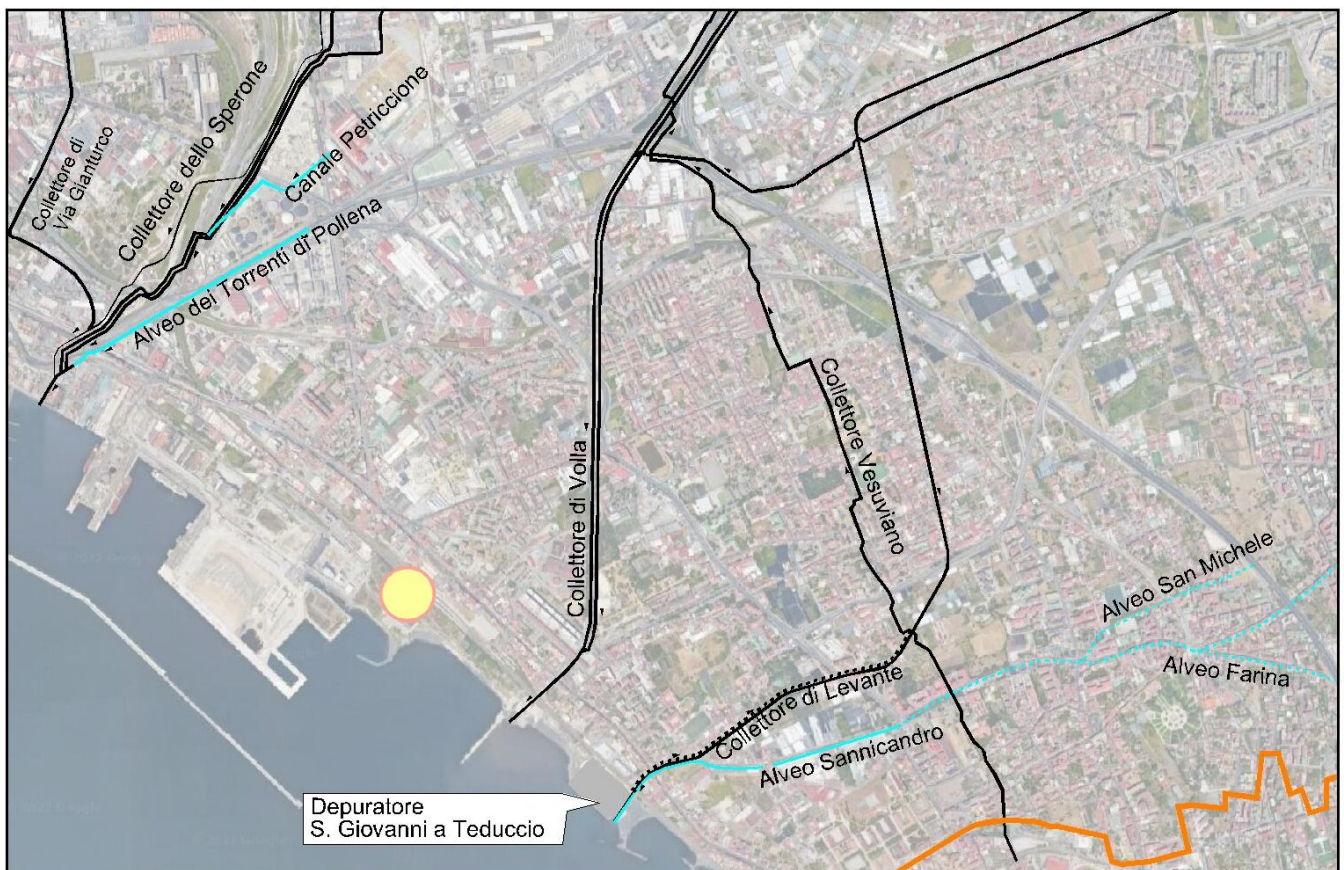 Collettore di
Via Gianturco
Collettore dello Sperone
Canale Petriccione
Alveo dei Torrenti di Pollena
Collettore di Volla
Collettore Vesuviano
Alveo San Michele
Alveo Farina
Collettore di Levante
Alveo Sannicandro
Depuratore
S. Giovanni a Teduccio